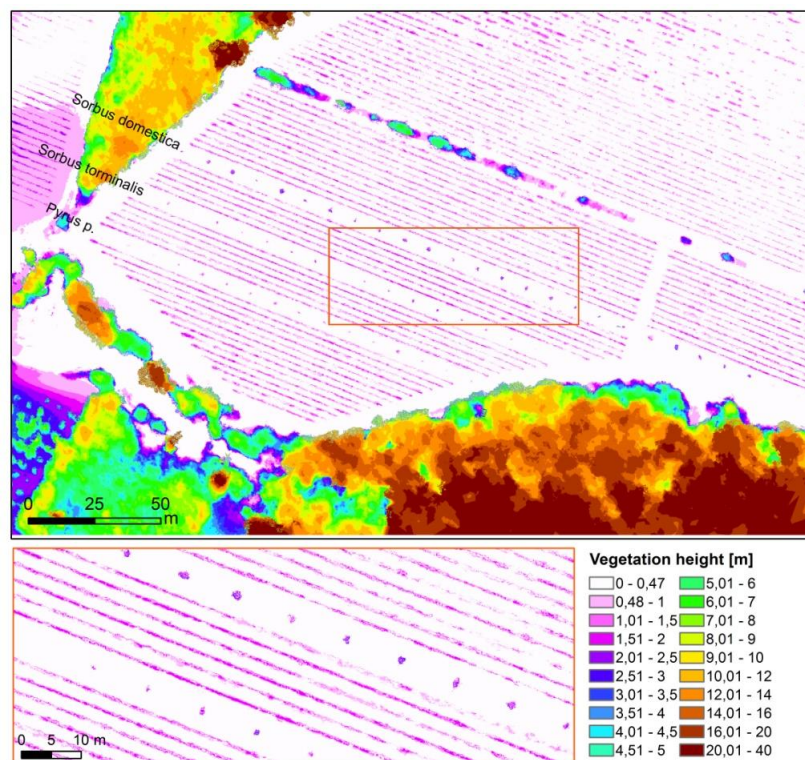 Sorbus domestica
Sorbus torminalis
Pyrus p.
0 25 50
m
Vegetation height [m]
0 - 0,47
0,48 - 1
1,01 - 1,5
1,51 - 2
2,01 - 2,5
2,51 - 3
3,01 - 3,5
3,51 - 4
4,01 - 4,5
4,51 - 5
5,01 - 6
6,01 - 7
7,01 - 8
8,01 - 9
9,01 - 10
10,01 - 12
12,01 - 14
14,01 - 16
16,01 - 20
20,01 - 40
0 5 10 m